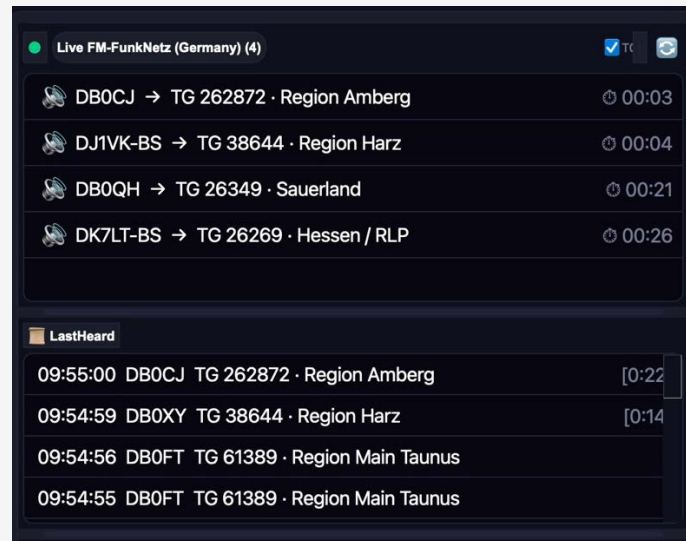 Live FM-FunkNetz (Germany) (4)
DB0CJ → TG 262872 · Region Amberg 00:03
DJ1VK-BS → TG 38644 · Region Harz 00:04
DB0QH → TG 26349 · Sauerland 00:21
DK7LT-BS → TG 26269 · Hessen / RLP 00:26
LastHeard
09:55:00 DB0CJ TG 262872 · Region Amberg [0:22
09:54:59 DB0XY TG 38644 · Region Harz [0:14
09:54:56 DB0FT TG 61389 · Region Main Taunus
09:54:55 DB0FT TG 61389 · Region Main Taunus